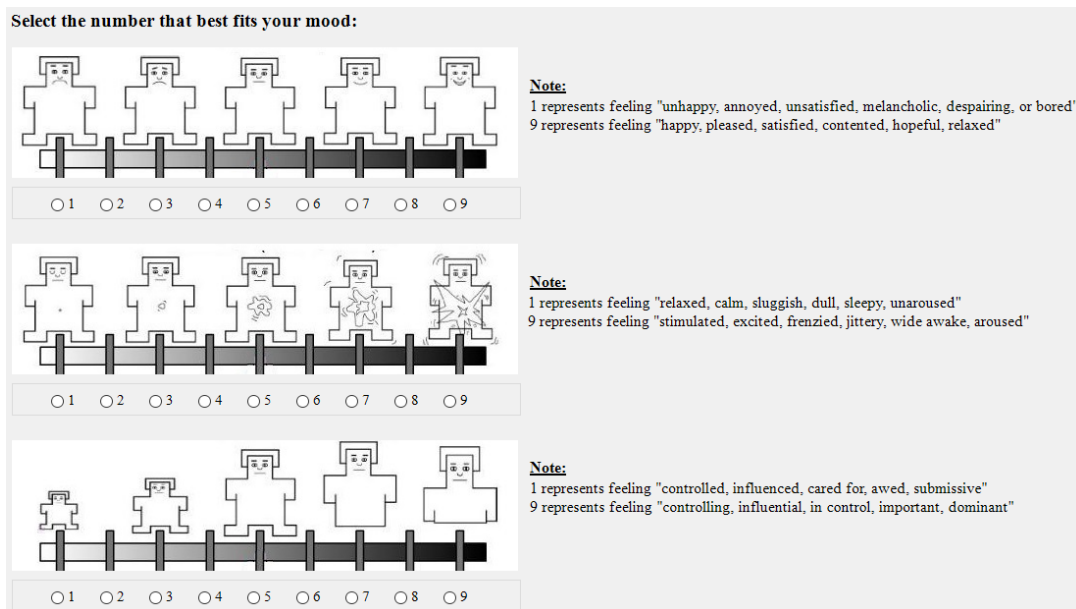 Select the number that best fits your mood:
Note:
1 represents feeling "unhappy, annoyed, unsatisfied, melancholic, despairing, or bored"
9 represents feeling "happy, pleased, satisfied, contented, hopeful, relaxed"
1 2 3 4 5 6 7 8 9
Note:
1 represents feeling "relaxed, calm, sluggish, dull, sleepy, unaroused"
9 represents feeling "stimulated, excited, frenzied, jittery, wide awake, aroused"
1 2 3 4 5 6 7 8 9
Note:
1 represents feeling "controlled, influenced, cared for, awed, submissive"
9 represents feeling "controlling, influential, in control, important, dominant"
1 2 3 4 5 6 7 8 9